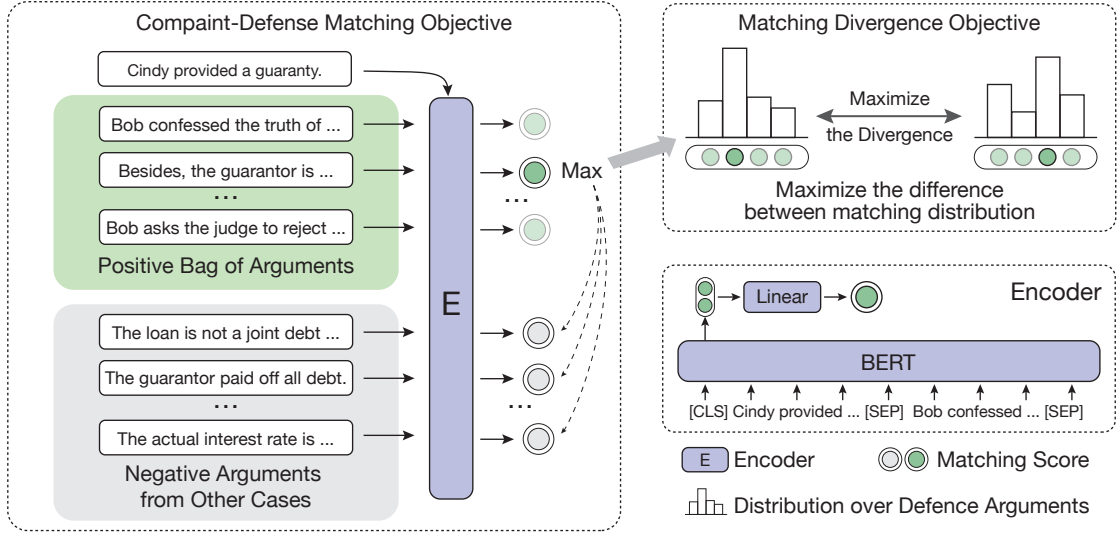 Compaint-Defense Matching Objective
Cindy provided a guaranty.
Bob confessed the truth of ...
Besides, the guarantor is ...
...
Bob asks the judge to reject ...
Positive Bag of Arguments
The loan is not a joint debt ...
The guarantor paid off all debt.
...
The actual interest rate is ...
Negative Arguments
from Other Cases
E
Max
...
...
Matching Divergence Objective
Maximize
the Divergence
Maximize the difference
between matching distribution
Encoder
Linear
BERT
[CLS] Cindy provided ... [SEP] Bob confessed ... [SEP]
E Encoder
Matching Score
Distribution over Defence Arguments